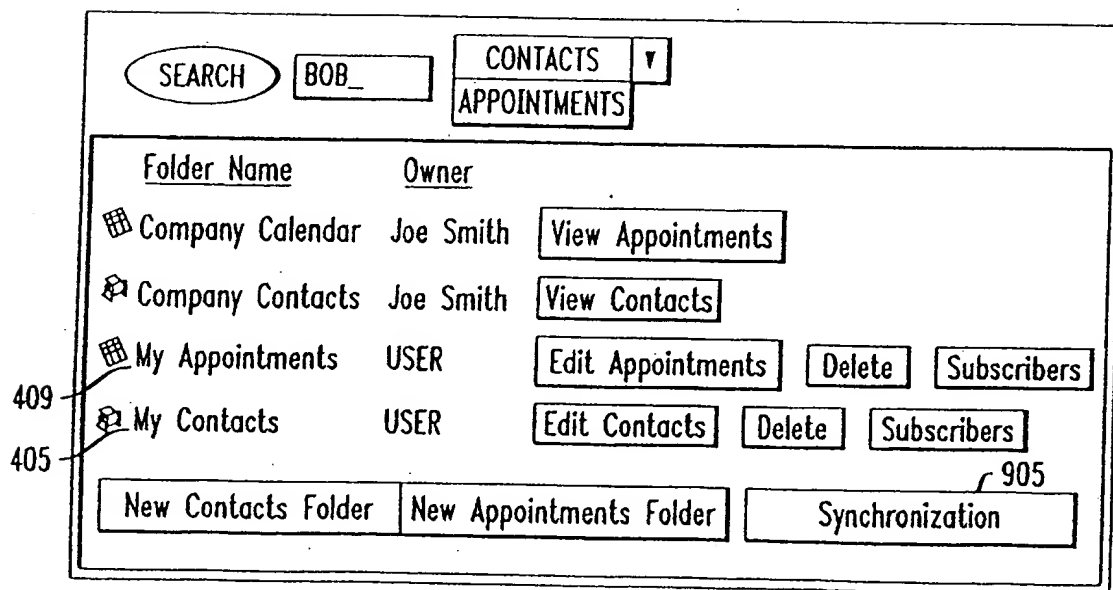 SEARCH BOB_ CONTACTS ▼
APPOINTMENTS
Folder Name Owner
Company Calendar Joe Smith View Appointments
Company Contacts Joe Smith View Contacts
My Appointments USER Edit Appointments Delete Subscribers
409
My Contacts USER Edit Contacts Delete Subscribers
405
905
New Contacts Folder New Appointments Folder Synchronization